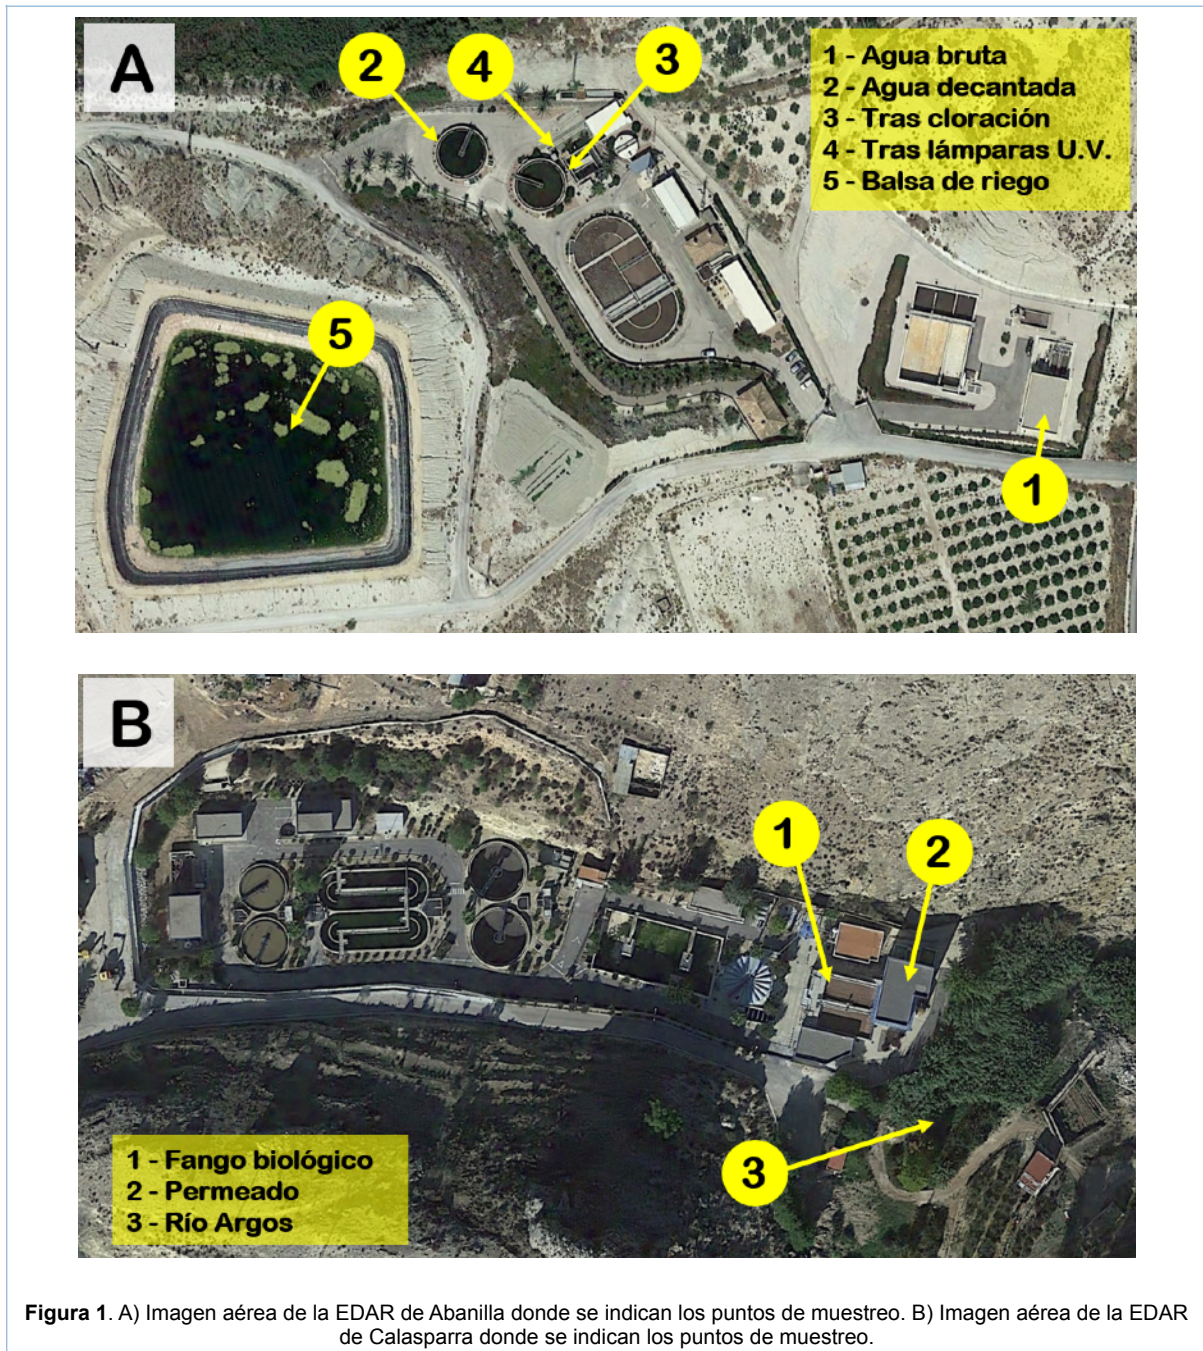 A
2
4
3
1 - Agua bruta
2 - Agua decantada
3 - Tras cloración
4 - Tras lámparas U.V.
5 - Balsa de riego
5
1
B
1
2
3
1 - Fango biológico
2 - Permeado
3 - Río Argos
Figura 1. A) Imagen aérea de la EDAR de Abanilla donde se indican los puntos de muestreo. B) Imagen aérea de la EDAR
de Calasparra donde se indican los puntos de muestreo.